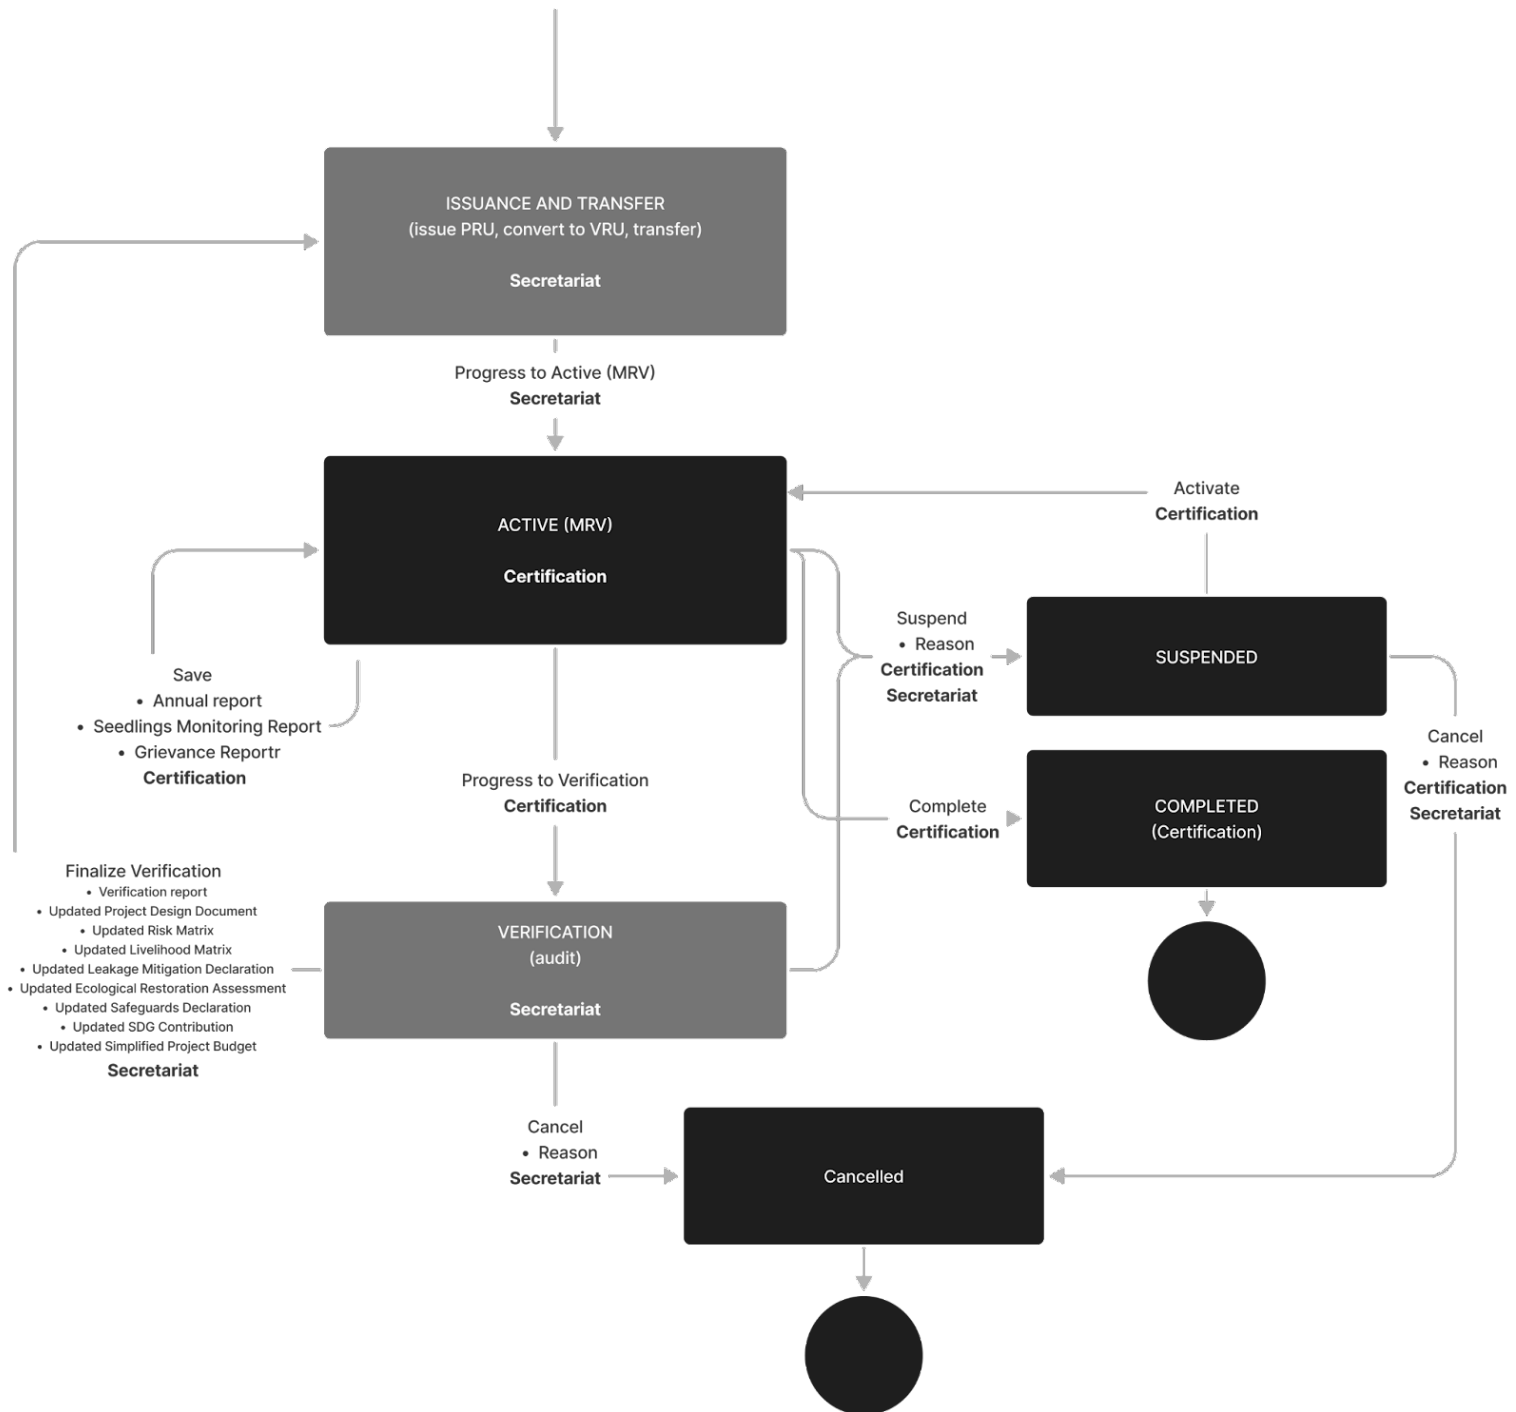 ISSUANCE AND TRANSFER
(issue PRU, convert to VRU, transfer)
Secretariat
Progress to Active (MRV)
Secretariat
ACTIVE (MRV)
Certification
Activate
Certification
Save
• Annual report
• Seedlings Monitoring Report
• Grievance Reportr
Certification
Suspend
• Reason
Certification
Secretariat
SUSPENDED
Cancel
• Reason
Certification
Secretariat
Progress to Verification
Certification
Complete
Certification
COMPLETED
(Certification)
Finalize Verification
• Verification report
• Updated Project Design Document
• Updated Risk Matrix
• Updated Livelihood Matrix
• Updated Leakage Mitigation Declaration
• Updated Ecological Restoration Assessment
• Updated Safeguards Declaration
• Updated SDG Contribution
• Updated Simplified Project Budget
Secretariat
VERIFICATION
(audit)
Secretariat
Cancel
• Reason
Secretariat
Cancelled